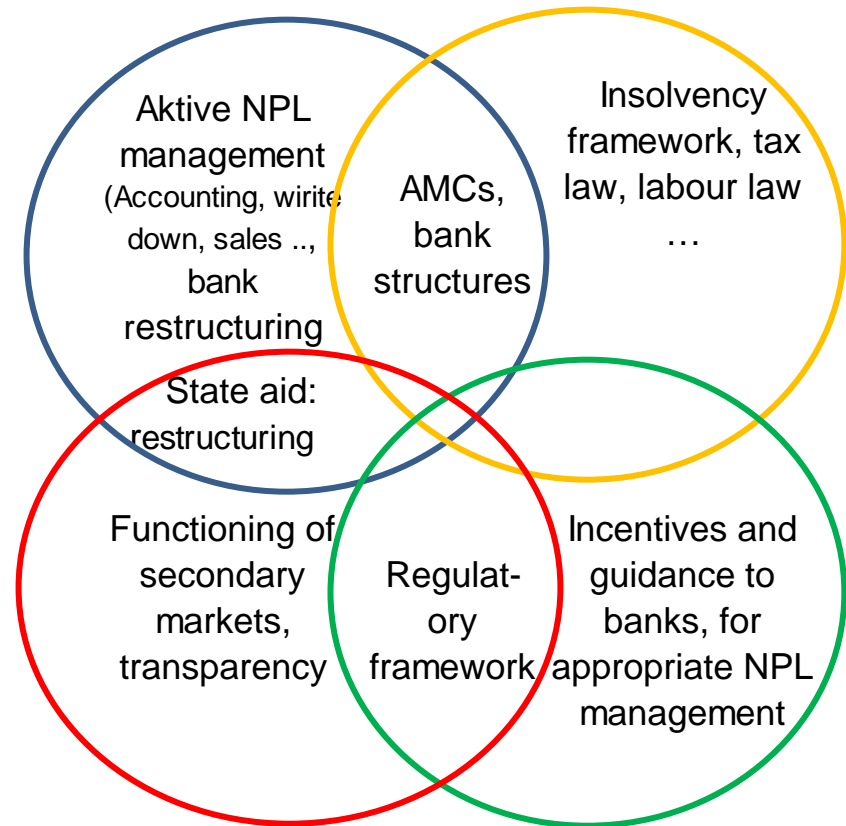 Aktive NPL
management
(Accounting, wirite
down, sales ..,
bank
restructuring
AMCs,
bank
structures
Insolvency
framework, tax
law, labour law
…
State aid:
restructuring
Functioning of
secondary
markets,
transparency
Regulat-
ory
framework
Incentives and
guidance to
banks, for
appropriate NPL
management